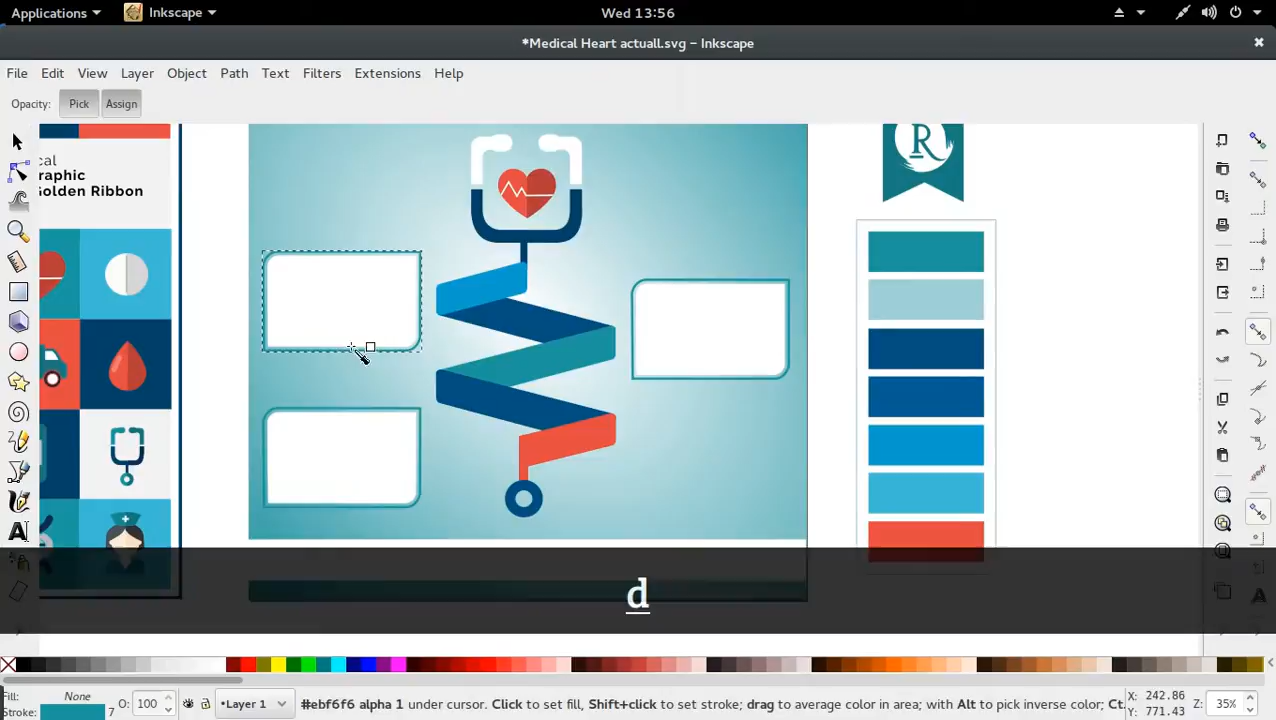 Applications
Inkscape
Wed 13:56
*Medical Heart actuall.svg – Inkscape
File Edit View Layer Object Path Text Filters Extensions Help
Opacity: Pick Assign
R
cal
graphic
Golden Ribbon
d
Fill: None
Stroke: 7
O: 100
•Layer 1
#ebf6f6 alpha 1 under cursor. Click to set fill, Shift+click to set stroke; drag to average color in area; with Alt to pick inverse color; Ct
X: 242.86
Y: 771.43
Z: 35%